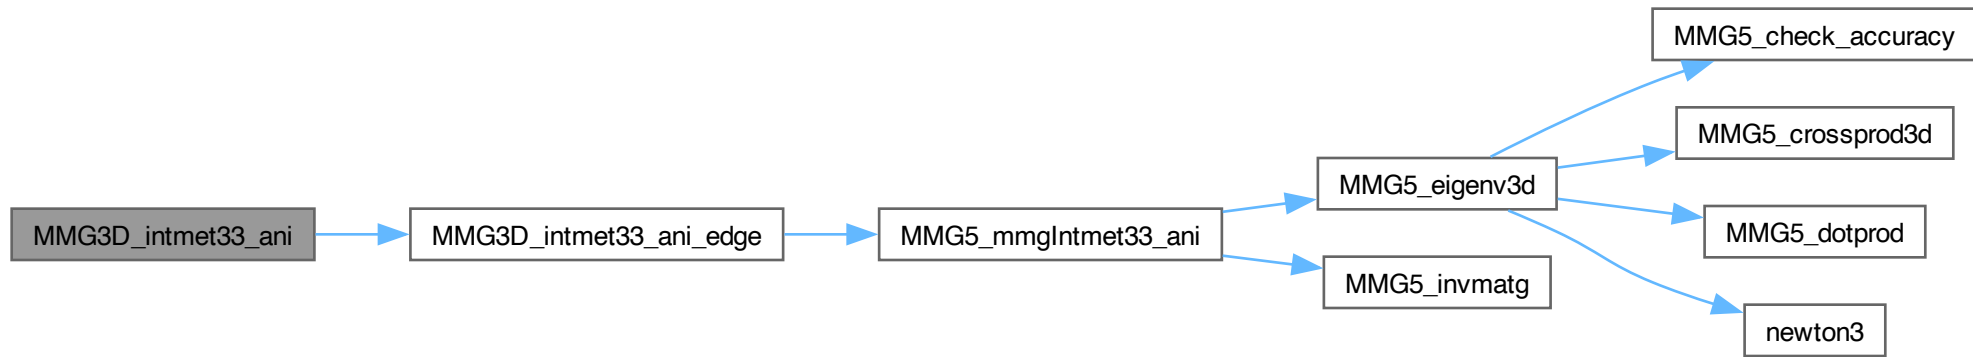 MMG3D_intmet33_ani
MMG3D_intmet33_ani_edge
MMG5_mmgIntmet33_ani
MMG5_eigenv3d
MMG5_invmatg
MMG5_check_accuracy
MMG5_crossprod3d
MMG5_dotprod
newton3